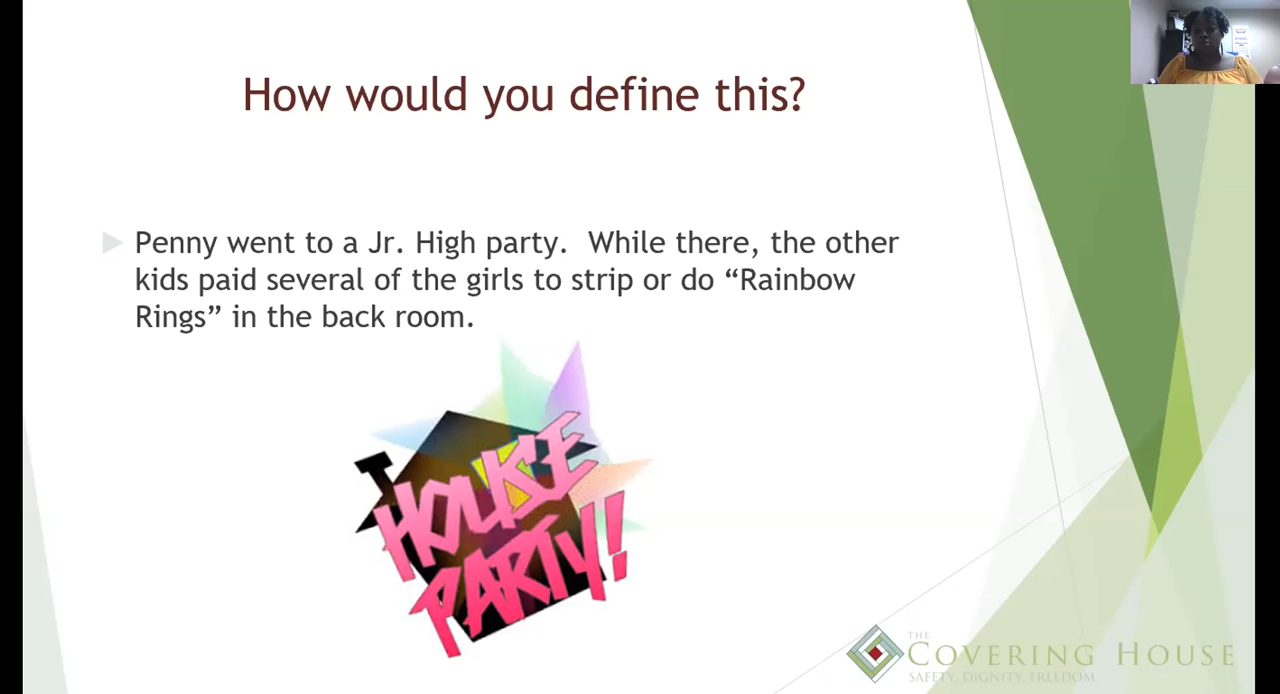 How would you define this?
Penny went to a Jr. High party. While there, the other
kids paid several of the girls to strip or do “Rainbow
Rings” in the back room.
HOUSE
PARTY!!
THE
COVERING HOUSE
SAFETY. DIGNITY. FREEDOM.